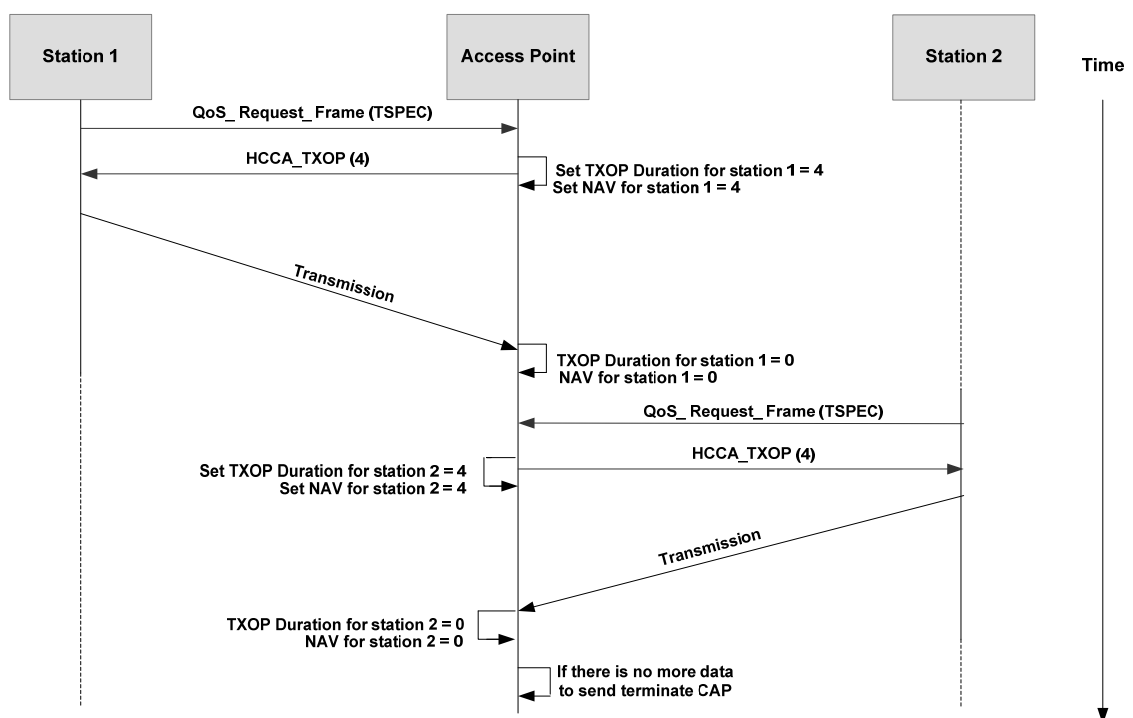 Station 1
Access Point
Station 2
Time
QoS_ Request_ Frame (TSPEC)
HCCA_TXOP (4)
Set TXOP Duration for station 1 = 4
Set NAV for station 1 = 4
Transmission
TXOP Duration for station 1 = 0
NAV for station 1 = 0
QoS_ Request_ Frame (TSPEC)
HCCA_TXOP (4)
Set TXOP Duration for station 2 = 4
Set NAV for station 2 = 4
Transmission
TXOP Duration for station 2 = 0
NAV for station 2 = 0
If there is no more data
to send terminate CAP